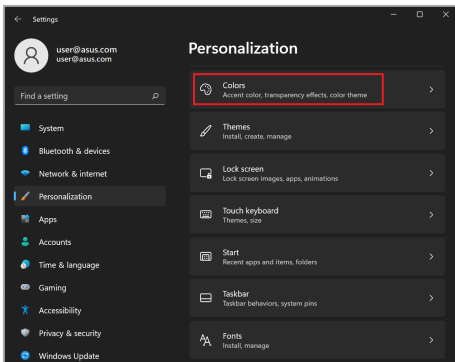 Settings
user@asus.com
user@asus.com
Find a setting
System
Bluetooth & devices
Network & internet
Personalization
Apps
Accounts
Time & language
Gaming
Accessibility
Privacy & security
Windows Update
Personalization
Colors
Accent color, transparency effects, color theme
Themes
Install, create, manage
Lock screen
Lock screen images, apps, animations
Touch keyboard
Themes, size
Start
Recent apps and items, folders
Taskbar
Taskbar behaviors, system pins
Fonts
Install, manage